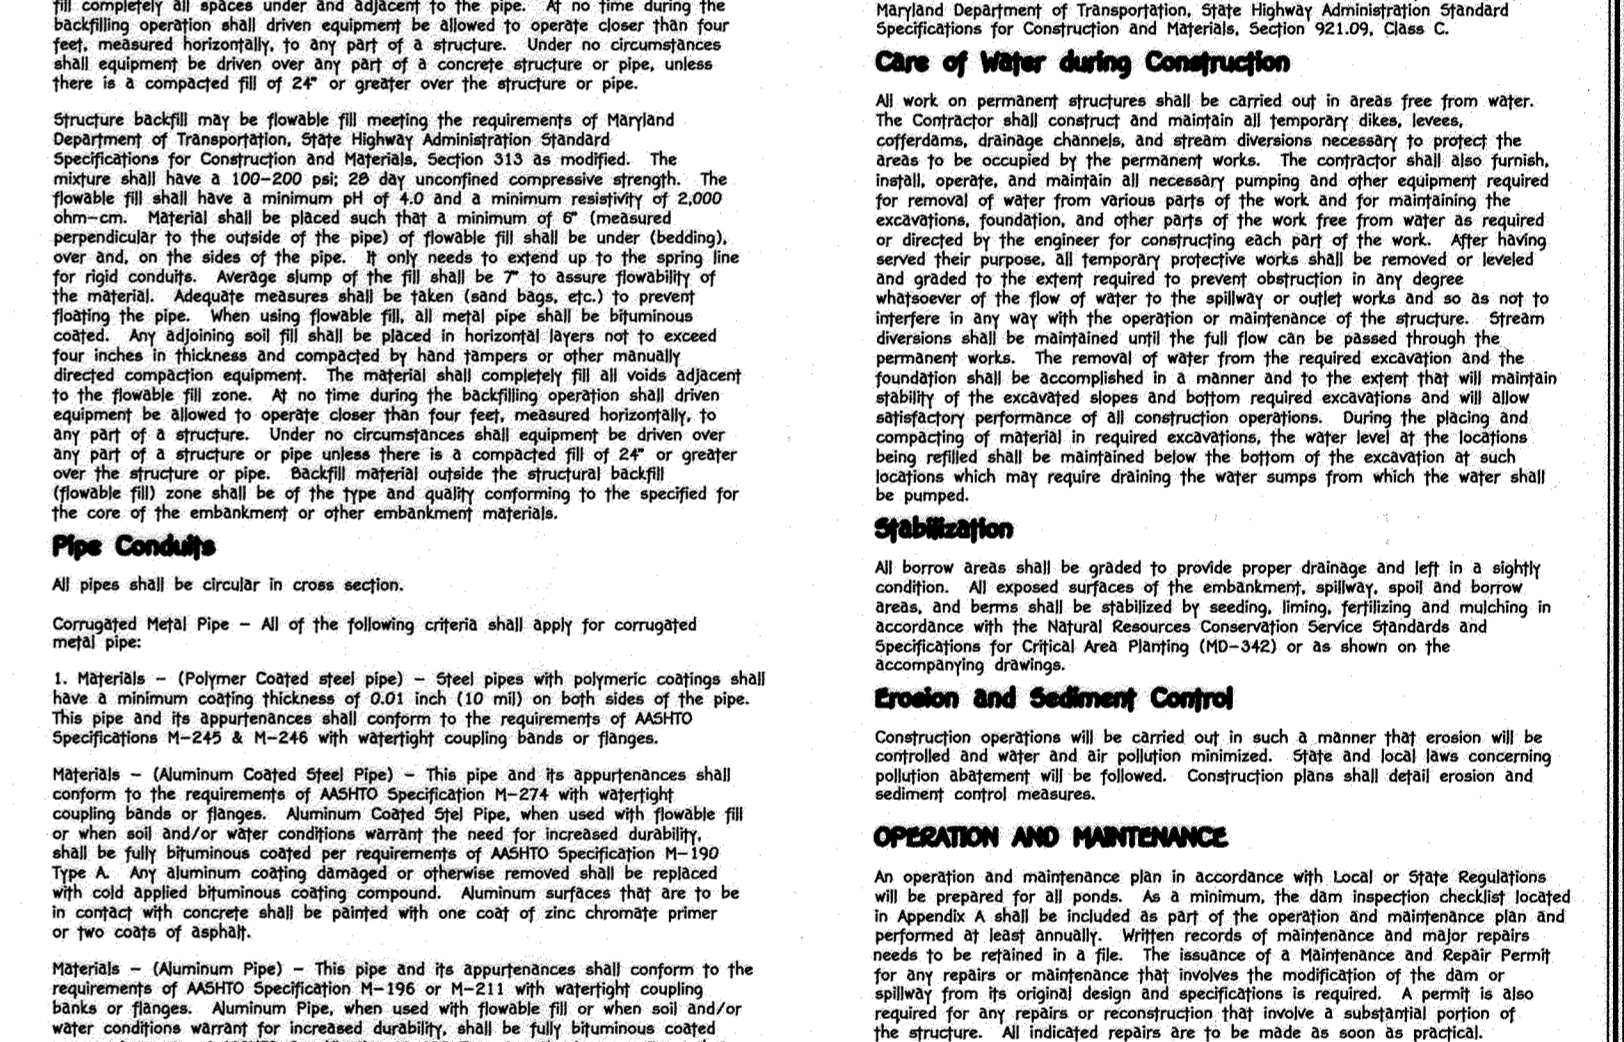 fill completely all spaces under and adjacent to the pipe. At no time during the
backfilling operation shall driven equipment be allowed to operate closer than four
feet, measured horizontally, to any part of a structure. Under no circumstances
shall equipment be driven over any part of a concrete structure or pipe, unless
there is a compacted fill of 24" or greater over the structure or pipe.
Structure backfill may be flowable fill meeting the requirements of Maryland
Department of Transportation, State Highway Administration Standard
Specifications for Construction and Materials, Section 313 as modified. The
mixture shall have a 100-200 psi; 28 day unconfined compressive strength. The
flowable fill shall have a minimum pH of 4.0 and a minimum resistivity of 2,000
ohm-cm. Material shall be placed such that a minimum of 6" (measured
perpendicular to the outside of the pipe) of flowable fill shall be under (bedding),
over and, on the sides of the pipe. It only needs to extend up to the spring line
for rigid conduits. Average slump of the fill shall be 7" to assure flowability of
the material. Adequate measures shall be taken (sand bags, etc.) to prevent
floating the pipe. When using flowable fill, all metal pipe shall be bituminous
coated. Any adjoining soil fill shall be placed in horizontal layers not to exceed
four inches in thickness and compacted by hand tampers or other manually
directed compaction equipment. The material shall completely fill all voids adjacent
to the flowable fill zone. At no time during the backfilling operation shall driven
equipment be allowed to operate closer than four feet, measured horizontally, to
any part of a structure. Under no circumstances shall equipment be driven over
any part of a structure or pipe unless there is a compacted fill of 24" or greater
over the structure or pipe. Backfill material outside the structural backfill
(flowable fill) zone shall be of the type and quality conforming to the specified for
the core of the embankment or other embankment materials.
Pipe Conduits
All pipes shall be circular in cross section.
Corrugated Metal Pipe - All of the following criteria shall apply for corrugated
metal pipe:
1. Materials - (Polymer Coated steel pipe) - Steel pipes with polymeric coatings shall
have a minimum coating thickness of 0.01 inch (10 mil) on both sides of the pipe.
This pipe and its appurtenances shall conform to the requirements of AASHTO
Specifications M-245 & M-246 with watertight coupling bands or flanges.
Materials - (Aluminum Coated Steel Pipe) - This pipe and its appurtenances shall
conform to the requirements of AASHTO Specification M-274 with watertight
coupling bands or flanges. Aluminum Coated Stel Pipe, when used with flowable fill
or when soil and/or water conditions warrant the need for increased durability,
shall be fully bituminous coated per requirements of AASHTO Specification M-190
Type A. Any aluminum coating damaged or otherwise removed shall be replaced
with cold applied bituminous coating compound. Aluminum surfaces that are to be
in contact with concrete shall be painted with one coat of zinc chromate primer
or two coats of asphalt.
Materials - (Aluminum Pipe) - This pipe and its appurtenances shall conform to the
requirements of AASHTO Specification M-196 or M-211 with watertight coupling
banks or flanges. Aluminum Pipe, when used with flowable fill or when soil and/or
water conditions warrant for increased durability, shall be fully bituminous coated
Maryland Department of Transportation, State Highway Administration Standard
Specifications for Construction and Materials, Section 921.09, Class C.
Care of Water during Construction
All work on permanent structures shall be carried out in areas free from water.
The Contractor shall construct and maintain all temporary dikes, levees,
cofferdams, drainage channels, and stream diversions necessary to protect the
areas to be occupied by the permanent works. The contractor shall also furnish,
install, operate, and maintain all necessary pumping and other equipment required
for removal of water from various parts of the work and for maintaining the
excavations, foundation, and other parts of the work free from water as required
or directed by the engineer for constructing each part of the work. After having
served their purpose, all temporary protective works shall be removed or leveled
and graded to the extent required to prevent obstruction in any degree
whatsoever of the flow of water to the spillway or outlet works and so as not to
interfere in any way with the operation or maintenance of the structure. Stream
diversions shall be maintained until the full flow can be passed through the
permanent works. The removal of water from the required excavation and the
foundation shall be accomplished in a manner and to the extent that will maintain
stability of the excavated slopes and bottom required excavations and will allow
satisfactory performance of all construction operations. During the placing and
compacting of material in required excavations, the water level at the locations
being refilled shall be maintained below the bottom of the excavation at such
locations which may require draining the water sumps from which the water shall
be pumped.
Stabilization
All borrow areas shall be graded to provide proper drainage and left in a sightly
condition. All exposed surfaces of the embankment, spillway, spoil and borrow
areas, and berms shall be stabilized by seeding, liming, fertilizing and mulching in
accordance with the Natural Resources Conservation Service Standards and
Specifications for Critical Area Planting (MD-342) or as shown on the
accompanying drawings.
Erosion and Sediment Control
Construction operations will be carried out in such a manner that erosion will be
controlled and water and air pollution minimized. State and local laws concerning
pollution abatement will be followed. Construction plans shall detail erosion and
sediment control measures.
OPERATION AND MAINTENANCE
An operation and maintenance plan in accordance with Local or State Regulations
will be prepared for all ponds. As a minimum, the dam inspection checklist located
in Appendix A shall be included as part of the operation and maintenance plan and
performed at least annually. Written records of maintenance and major repairs
needs to be retained in a file. The issuance of a Maintenance and Repair Permit
for any repairs or maintenance that involves the modification of the dam or
spillway from its original design and specifications is required. A permit is also
required for any repairs or reconstruction that involve a substantial portion of
the structure. All indicated repairs are to be made as soon as practical.